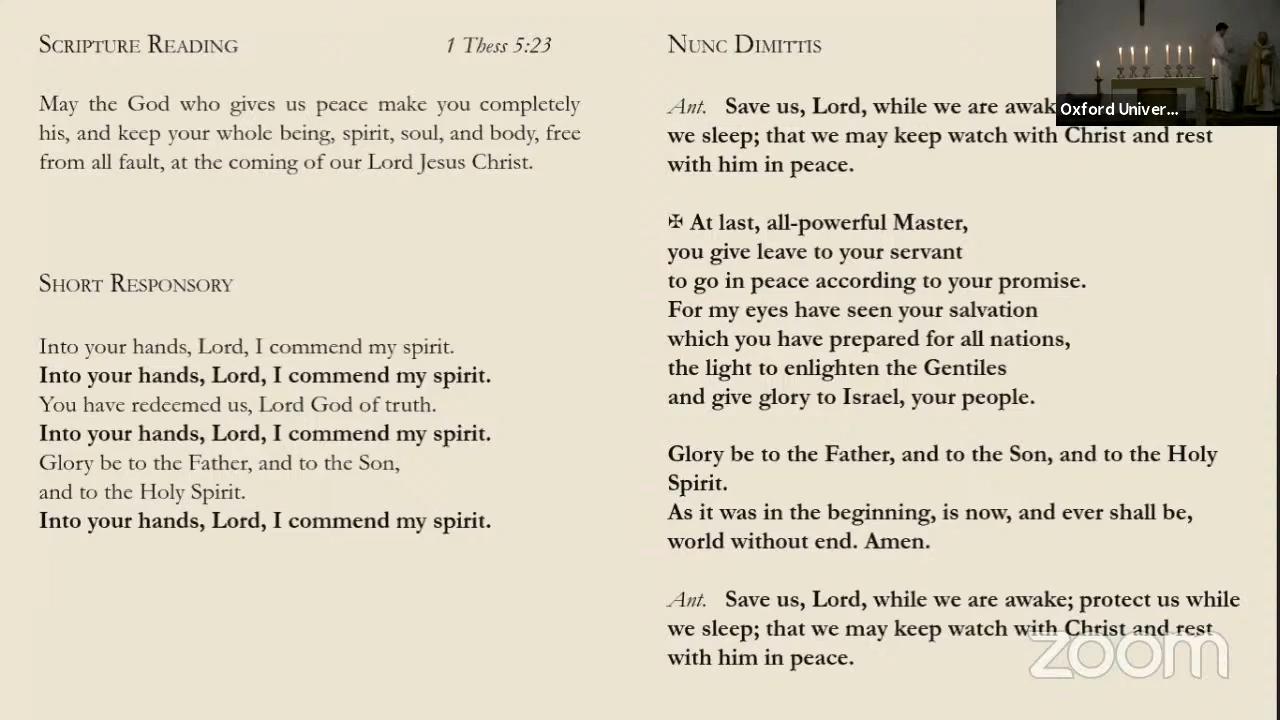 SCRIPTURE READING 1 Thess 5:23
May the God who gives us peace make you completely
his, and keep your whole being, spirit, soul, and body, free
from all fault, at the coming of our Lord Jesus Christ.
SHORT RESPONSORY
Into your hands, Lord, I commend my spirit.
Into your hands, Lord, I commend my spirit.
You have redeemed us, Lord God of truth.
Into your hands, Lord, I commend my spirit.
Glory be to the Father, and to the Son,
and to the Holy Spirit.
Into your hands, Lord, I commend my spirit.
NUNC DIMITTIS
Ant. Save us, Lord, while we are
we sleep; that we may keep watch with Christ and rest
with him in peace.
✠ At last, all-powerful Master,
you give leave to your servant
to go in peace according to your promise.
For my eyes have seen your salvation
which you have prepared for all nations,
the light to enlighten the Gentiles
and give glory to Israel, your people.
Glory be to the Father, and to the Son, and to the Holy
Spirit.
As it was in the beginning, is now, and ever shall be,
world without end. Amen.
Ant. Save us, Lord, while we are awake; protect us while
we sleep; that we may keep watch with Christ and rest
with him in peace.
Oxford Univer...
zoom